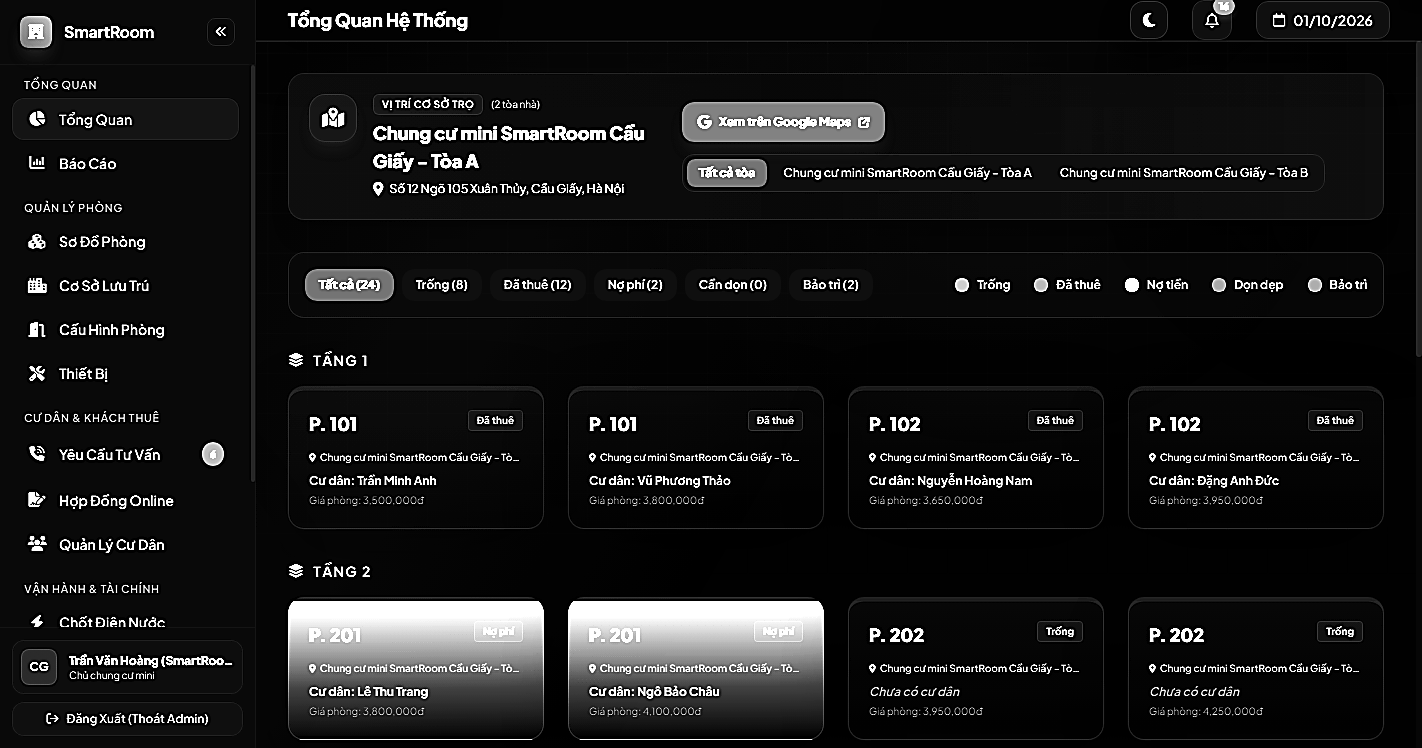 SmartRoom
TỔNG QUAN
Tổng Quan
Báo Cáo
QUẢN LÝ PHÒNG
Sơ Đồ Phòng
Cơ Sở Lưu Trú
Cấu Hình Phòng
Thiết Bị
CƯ DÂN & KHÁCH THUÊ
Yêu Cầu Tư Vấn
6
Hợp Đồng Online
Quản Lý Cư Dân
VẬN HÀNH & TÀI CHÍNH
Chốt Điện Nước
CG
Trần Văn Hoàng (SmartRoo...
Chủ chung cư mini
Đăng Xuất (Thoát Admin)
Tổng Quan Hệ Thống
16
01/10/2026
VỊ TRÍ CƠ SỞ TRỌ (2 tòa nhà)
Chung cư mini SmartRoom Cầu
Giấy - Tòa A
Số 12 Ngõ 105 Xuân Thủy, Cầu Giấy, Hà Nội
Xem trên Google Maps
Tất cả tòa Chung cư mini SmartRoom Cầu Giấy - Tòa A Chung cư mini SmartRoom Cầu Giấy - Tòa B
Tất cả (24) Trống (8) Đã thuê (12) Nợ phí (2) Cần dọn (0) Bảo trì (2)
Trống Đã thuê Nợ tiền Dọn dẹp Bảo trì
TẦNG 1
P. 101 Đã thuê
Chung cư mini SmartRoom Cầu Giấy - Tò...
Cư dân: Trần Minh Anh
Giá phòng: 3,500,000đ
P. 101 Đã thuê
Chung cư mini SmartRoom Cầu Giấy - Tò...
Cư dân: Vũ Phương Thảo
Giá phòng: 3,800,000đ
P. 102 Đã thuê
Chung cư mini SmartRoom Cầu Giấy - Tò...
Cư dân: Nguyễn Hoàng Nam
Giá phòng: 3,650,000đ
P. 102 Đã thuê
Chung cư mini SmartRoom Cầu Giấy - Tò...
Cư dân: Đặng Anh Đức
Giá phòng: 3,950,000đ
TẦNG 2
P. 201 Nợ phí
Chung cư mini SmartRoom Cầu Giấy - Tò...
Cư dân: Lê Thu Trang
Giá phòng: 3,800,000đ
P. 201 Nợ phí
Chung cư mini SmartRoom Cầu Giấy - Tò...
Cư dân: Ngô Bảo Châu
Giá phòng: 4,100,000đ
P. 202 Trống
Chung cư mini SmartRoom Cầu Giấy - Tò...
Chưa có cư dân
Giá phòng: 3,950,000đ
P. 202 Trống
Chung cư mini SmartRoom Cầu Giấy - Tò...
Chưa có cư dân
Giá phòng: 4,250,000đ